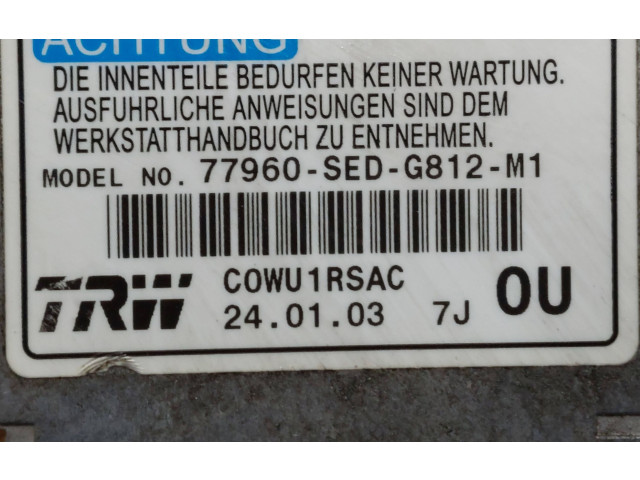 ACHTUNG
DIE INNENTEILE BEDURFEN KEINER WARTUNG.
AUSFUHRLICHE ANWEISUNGEN SIND DEM
WERKSTATTHANDBUCH ZU ENTNEHMEN.
MODEL NO. 77960-SED-G812-M1
TRW C0WU1RSAC 0U
24.01.03 7J